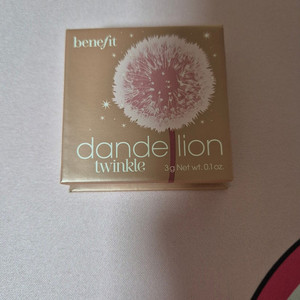 benefit
dandelion
twinkle
3g Net wt. 0.1 oz.